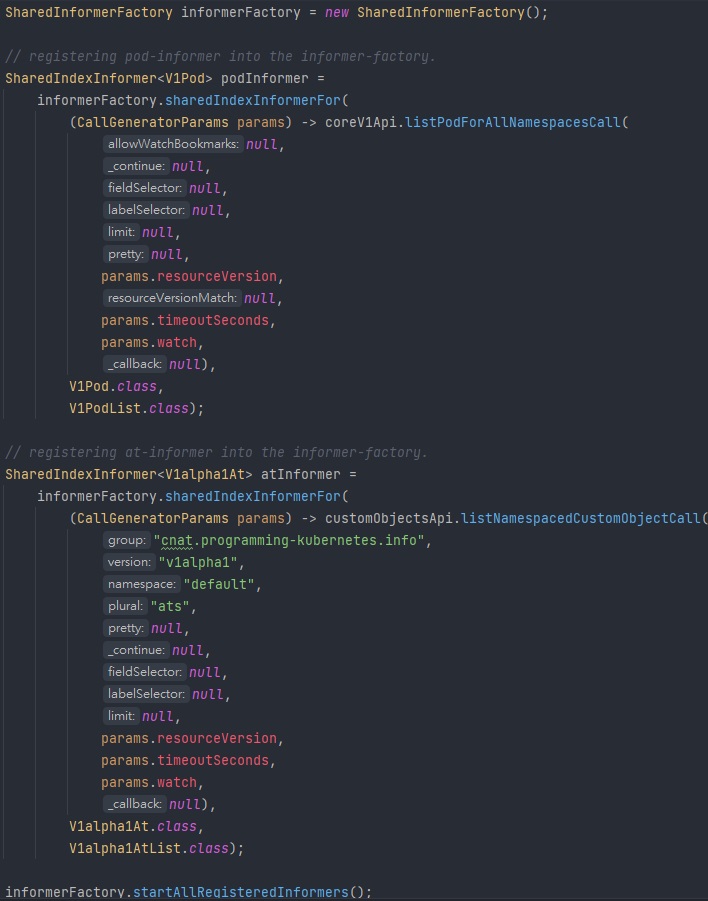 SharedInformerFactory informerFactory = new SharedInformerFactory();
// registering pod-informer into the informer-factory.
SharedIndexInformer<V1Pod> podInformer =
informerFactory.sharedIndexInformerFor(
(CallGeneratorParams params) -> coreV1Api.listPodForAllNamespacesCall(
allowWatchBookmarks: null,
_continue: null,
fieldSelector: null,
labelSelector: null,
limit: null,
pretty: null,
params.resourceVersion,
resourceVersionMatch: null,
params.timeoutSeconds,
params.watch,
_callback: null),
V1Pod.class,
V1PodList.class);
// registering at-informer into the informer-factory.
SharedIndexInformer<V1alpha1At> atInformer =
informerFactory.sharedIndexInformerFor(
(CallGeneratorParams params) -> customObjectsApi.listNamespacedCustomObjectCall(
group: "cnat.programming-kubernetes.info",
version: "v1alpha1",
namespace: "default",
plural: "ats",
pretty: null,
_continue: null,
fieldSelector: null,
labelSelector: null,
limit: null,
params.resourceVersion,
params.timeoutSeconds,
params.watch,
_callback: null),
V1alpha1At.class,
V1alpha1AtList.class);
informerFactory.startAllRegisteredInformers();